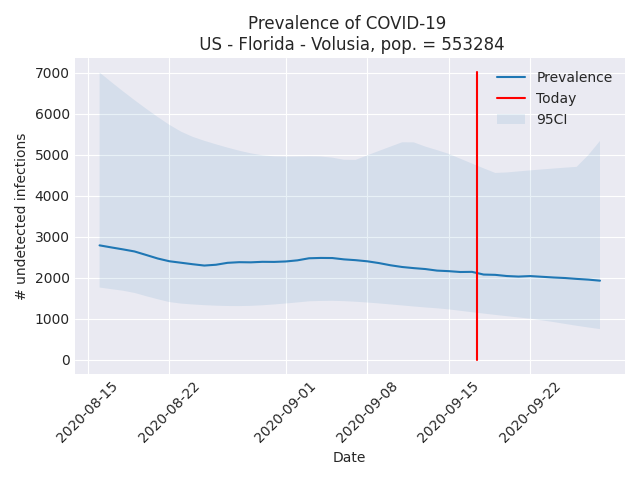 Prevalence of COVID-19
US - Florida - Volusia, pop. = 553284
Prevalence
Today
95CI
# undetected infections
7000
6000
5000
4000
3000
2000
1000
0
2020-08-15
2020-08-22
2020-09-01
2020-09-08
2020-09-15
2020-09-22
Date